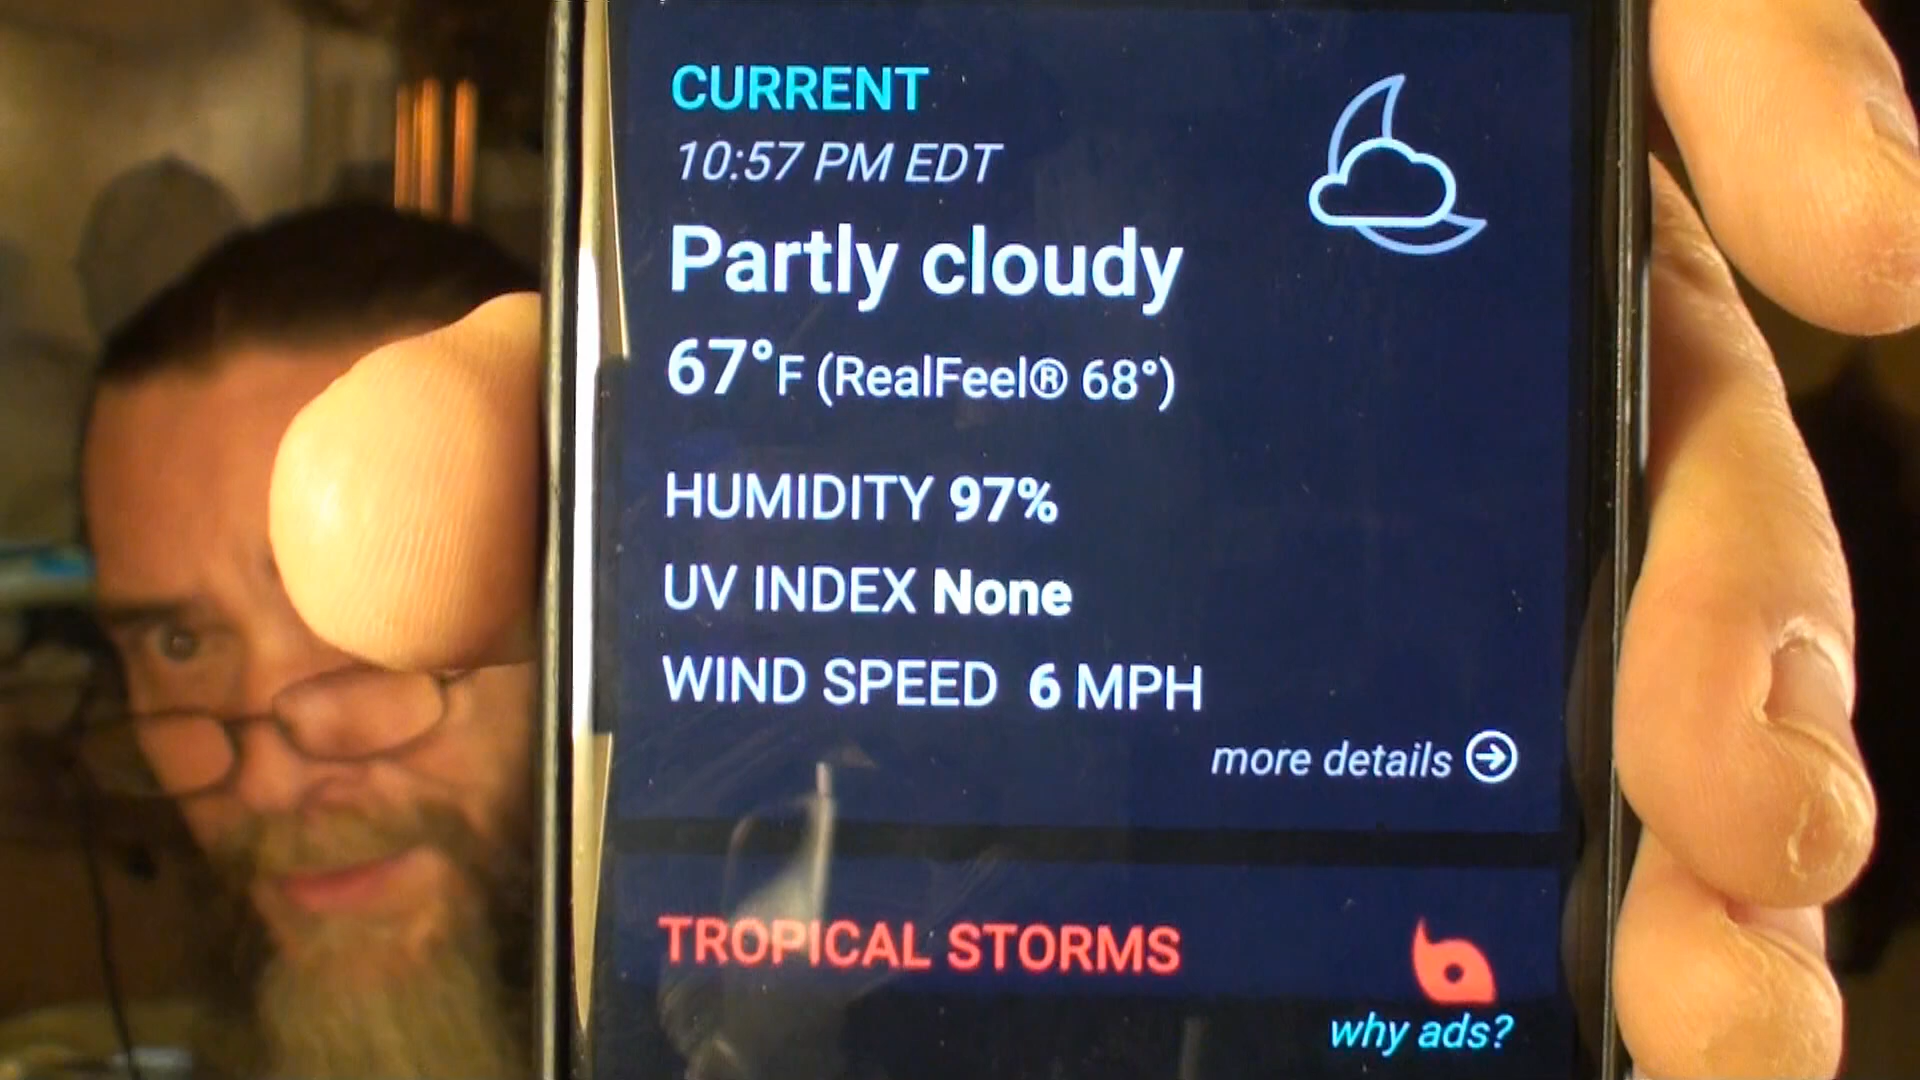 CURRENT
10:57 PM EDT
Partly cloudy
67°F (RealFeel® 68°)
HUMIDITY 97%
UV INDEX None
WIND SPEED 6 MPH
more details
TROPICAL STORMS
why ads?